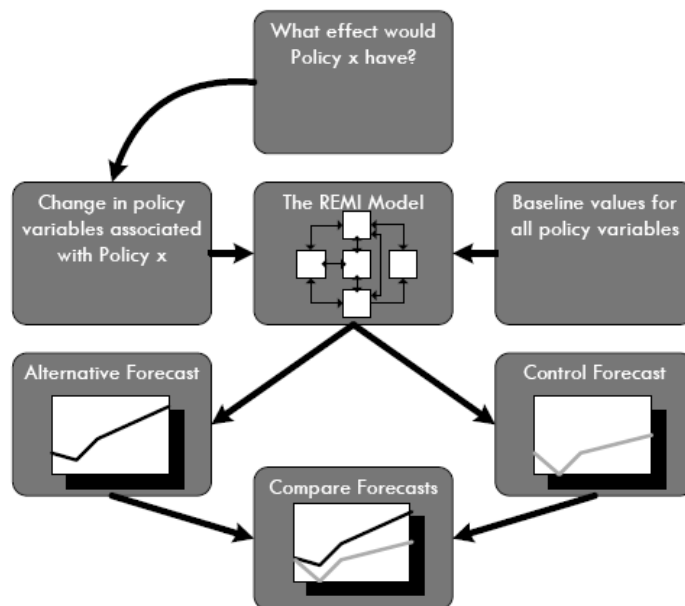 What effect would
Policy x have?
Change in policy
variables associated
with Policy x
The REMI Model
Baseline values for
all policy variables
Alternative Forecast
Control Forecast
Compare Forecasts